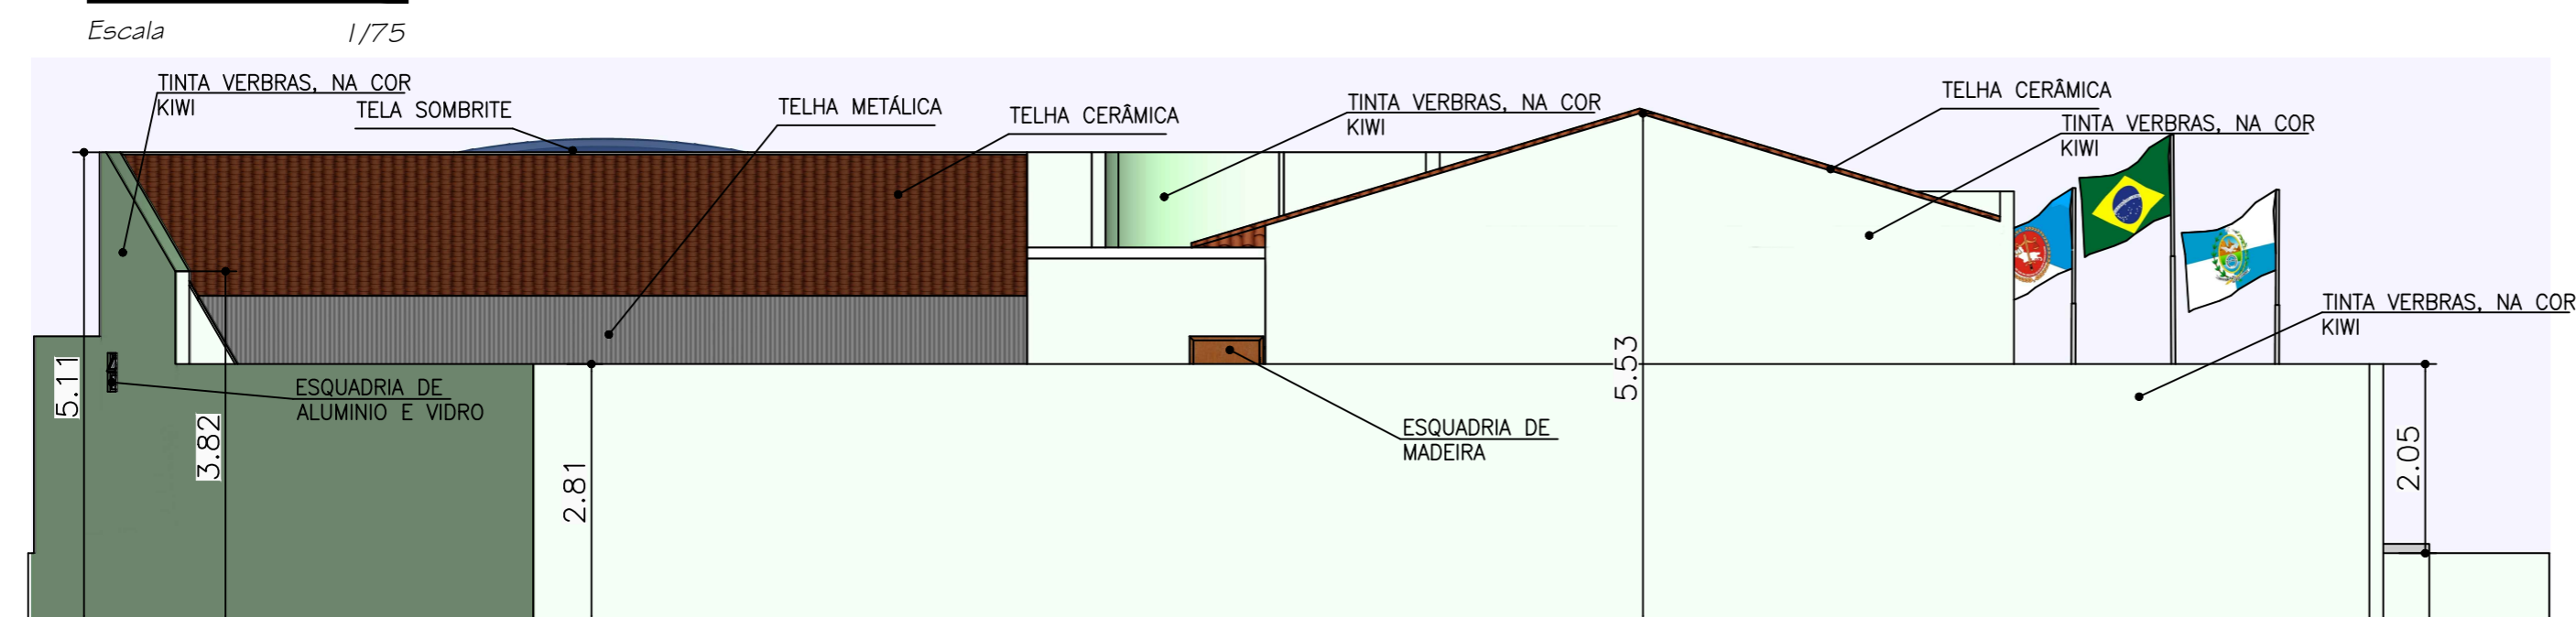 Escala 1/75
TINTA VERBRAS, NA COR
KIWI
TELA SOMBRITE
TELHA METÁLICA
TELHA CERÂMICA
TINTA VERBRAS, NA COR
KIWI
TELHA CERÂMICA
TINTA VERBRAS, NA COR
KIWI
TINTA VERBRAS, NA COR
KIWI
5.11
ESQUADRIA DE
ALUMINIO E VIDRO
3.82
2.81
5.53
ESQUADRIA DE
MADEIRA
2.05